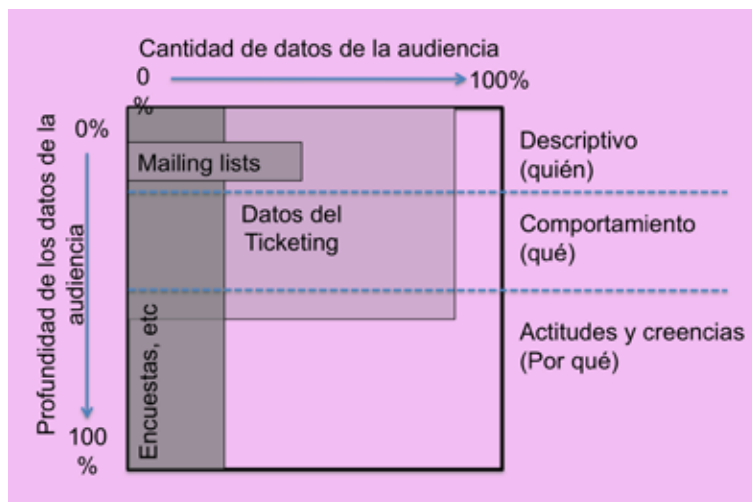 Cantidad de datos de la audiencia
0
%
100%
0%
Profundidad de los datos de la
audiencia
Mailing lists
Datos del
Ticketing
Encuestas, etc
100
%
Descriptivo
(quién)
Comportamiento
(qué)
Actitudes y creencias
(Por qué)